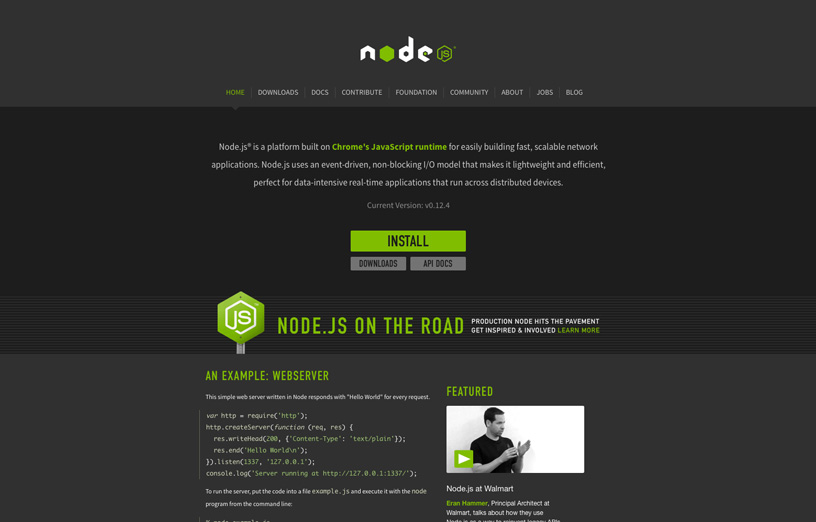 node JS
HOME DOWNLOADS DOCS CONTRIBUTE FOUNDATION COMMUNITY ABOUT JOBS BLOG
Node.js® is a platform built on Chrome's JavaScript runtime for easily building fast, scalable network
applications. Node.js uses an event-driven, non-blocking I/O model that makes it lightweight and efficient,
perfect for data-intensive real-time applications that run across distributed devices.
Current Version: v0.12.4
INSTALL
DOWNLOADS API DOCS
JS
NODE.JS ON THE ROAD
PRODUCTION NODE HITS THE PAVEMENT
GET INSPIRED & INVOLVED LEARN MORE
AN EXAMPLE: WEBSERVER
This simple web server written in Node responds with "Hello World" for every request.
var http = require('http');
http.createServer(function (req, res) {
  res.writeHead(200, {'Content-Type': 'text/plain'});
  res.end('Hello World\n');
}).listen(1337, '127.0.0.1');
console.log('Server running at http://127.0.0.1:1337/');
To run the server, put the code into a file example.js and execute it with the node
program from the command line:
FEATURED
Node.js at Walmart
Eran Hammer, Principal Architect at
Walmart, talks about how they use